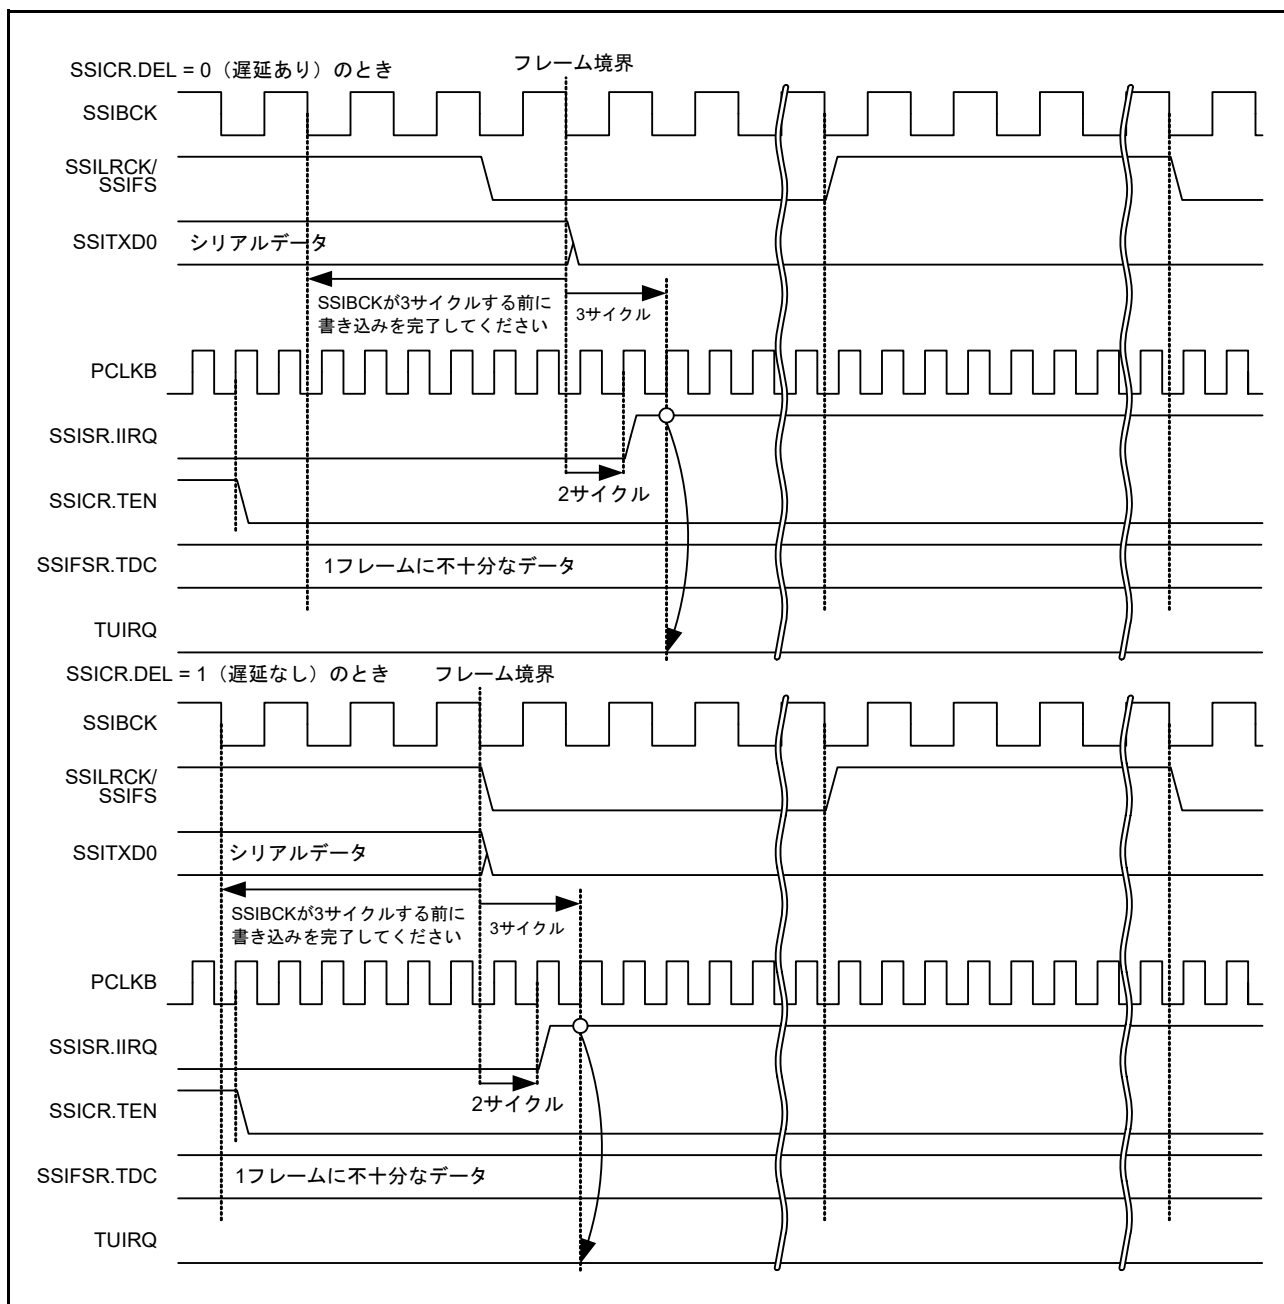 SSICR.DEL = 0（遅延あり）のとき
フレーム境界
SSIBCK
SSILRCK/
SSIFS
SSITXD0
シリアルデータ
SSIBCKが3サイクルする前に
書き込みを完了してください
3サイクル
PCLKB
SSISR.IIRQ
2サイクル
SSICR.TEN
SSIFSR.TDC
1フレームに不十分なデータ
TUIRQ
SSICR.DEL = 1（遅延なし）のとき
フレーム境界
SSIBCK
SSILRCK/
SSIFS
SSITXD0
シリアルデータ
SSIBCKが3サイクルする前に
書き込みを完了してください
3サイクル
PCLKB
SSISR.IIRQ
2サイクル
SSICR.TEN
SSIFSR.TDC
1フレームに不十分なデータ
TUIRQ